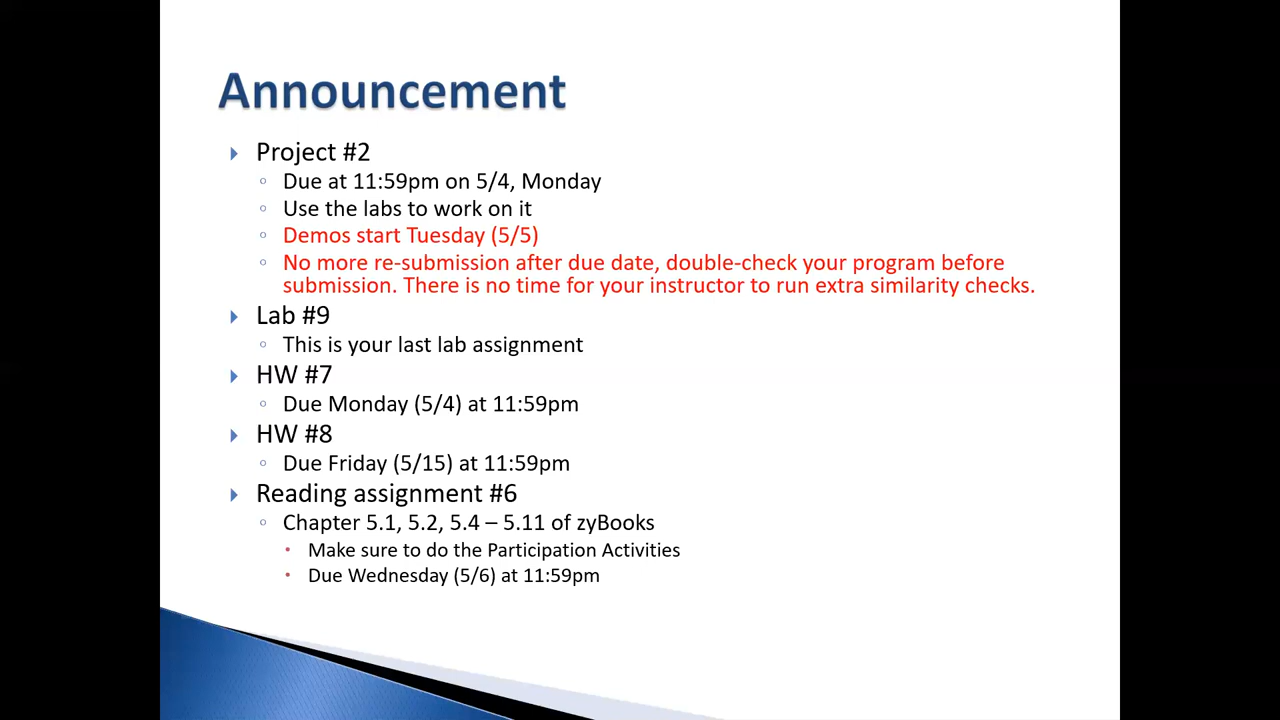 Announcement
Project #2
Due at 11:59pm on 5/4, Monday
Use the labs to work on it
Demos start Tuesday (5/5)
No more re-submission after due date, double-check your program before
submission. There is no time for your instructor to run extra similarity checks.
Lab #9
This is your last lab assignment
HW #7
Due Monday (5/4) at 11:59pm
HW #8
Due Friday (5/15) at 11:59pm
Reading assignment #6
Chapter 5.1, 5.2, 5.4 – 5.11 of zyBooks
Make sure to do the Participation Activities
Due Wednesday (5/6) at 11:59pm